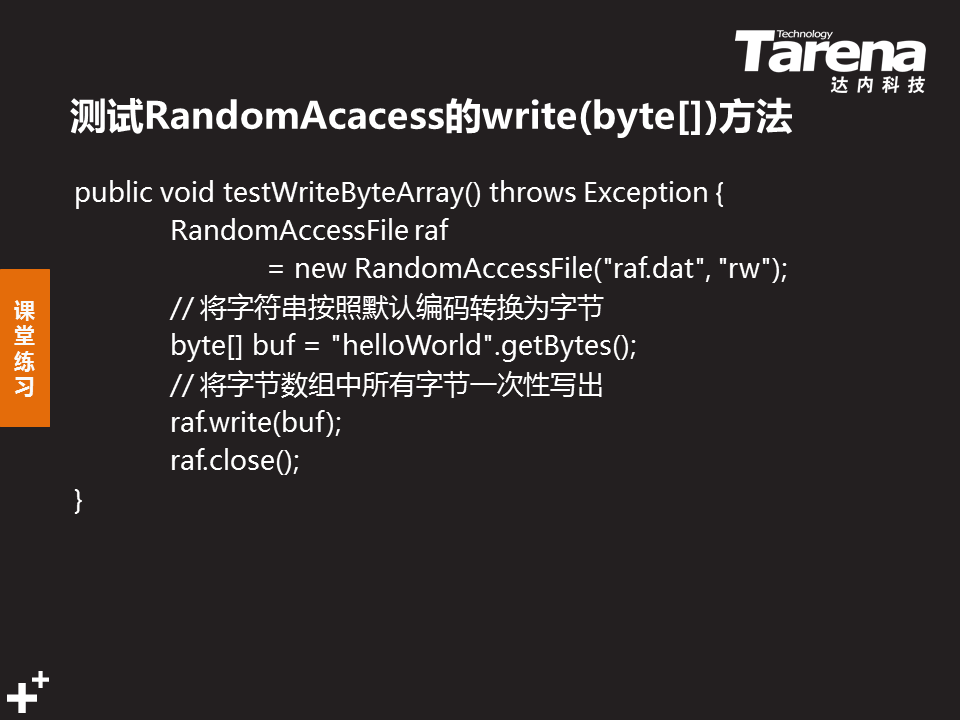 Technology
Tarena
达内科技
测试RandomAcacess的write(byte[])方法
public void testWriteByteArray() throws Exception {
RandomAccessFile raf
= new RandomAccessFile("raf.dat", "rw");
// 将字符串按照默认编码转换为字节
byte[] buf = "helloWorld".getBytes();
// 将字节数组中所有字节一次性写出
raf.write(buf);
raf.close();
}
课
堂
练
习